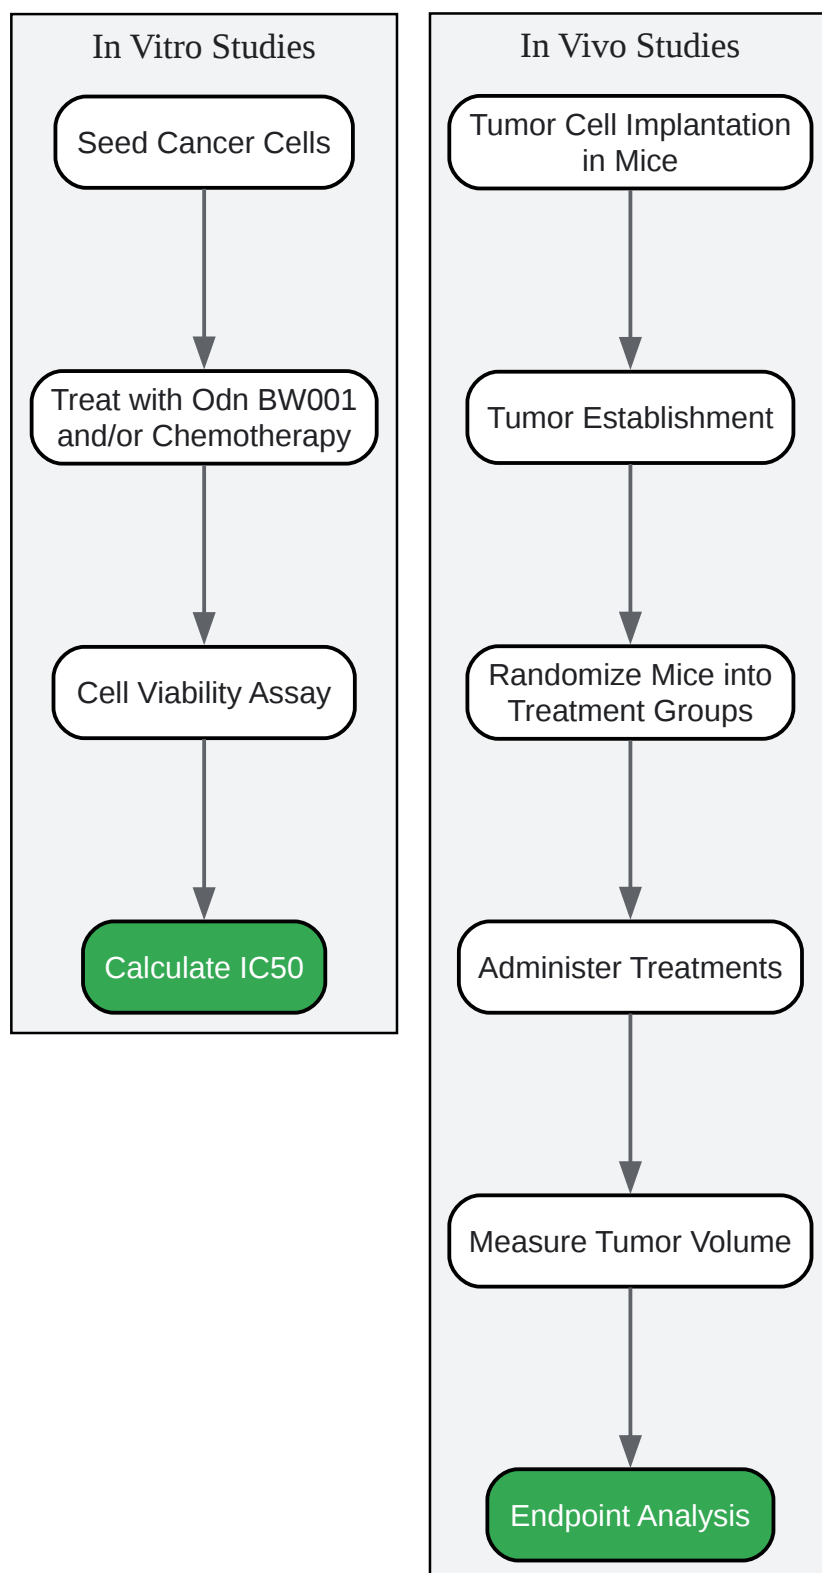 In Vitro Studies
Seed Cancer Cells
Treat with Odn BW001
and/or Chemotherapy
Cell Viability Assay
Calculate IC50
In Vivo Studies
Tumor Cell Implantation
in Mice
Tumor Establishment
Randomize Mice into
Treatment Groups
Administer Treatments
Measure Tumor Volume
Endpoint Analysis